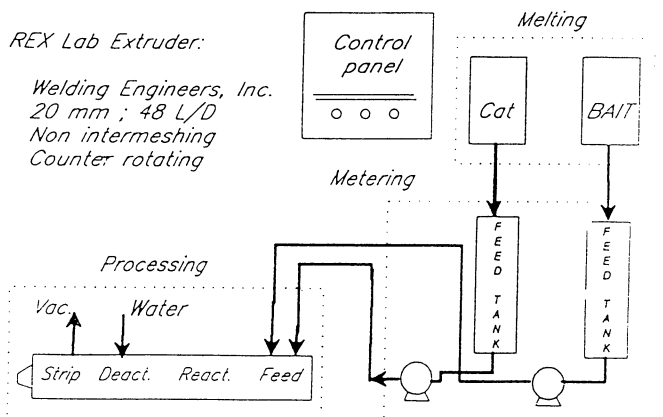 REX Lab Extruder:
Welding Engineers, Inc.
20 mm ; 48 L/D
Non intermeshing
Counter rotating
Control
panel
Melting
Cat
BAIT
Metering
FEED TANK
FEED TANK
Processing
Vac.
Water
Strip Deact. React. Feed